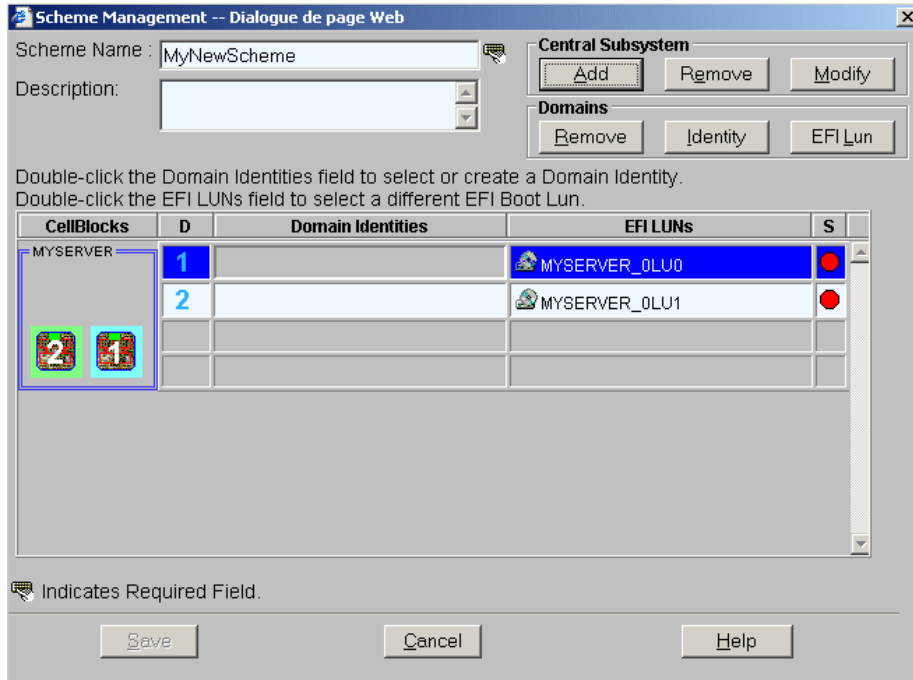 Scheme Management -- Dialogue de page Web
Scheme Name : MyNewScheme
Description:
Central Subsystem
Add Remove Modify
Domains
Remove Identity EFI Lun
Double-click the Domain Identities field to select or create a Domain Identity.
Double-click the EFI LUNs field to select a different EFI Boot Lun.
CellBlocks D Domain Identities EFI LUNs S
MYSERVER
1 MYSERVER_0LU0
2 MYSERVER_0LU1
2 1
Indicates Required Field.
Save Cancel Help